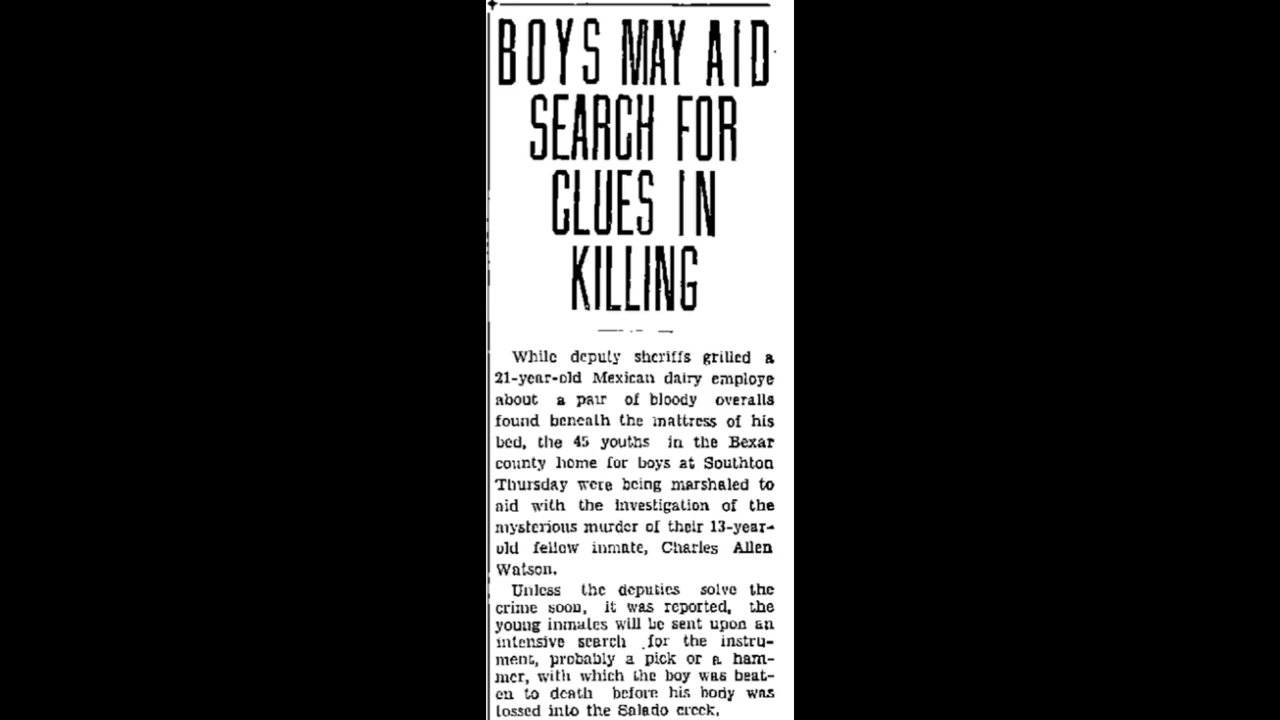 BOYS MAY AID
SEARCH FOR
CLUES IN
KILLING
While deputy sheriffs grilled a
21-year-old Mexican dairy employe
about a pair of bloody overalls
found beneath the mattress of his
bed, the 45 youths in the Bexar
county home for boys at Southton
Thursday were being marshaled to
aid with the investigation of the
mysterious murder of their 13-year-
old fellow inmate, Charles Allen
Watson.
Unless the deputies solve the
crime soon, it was reported, the
young inmates will be sent upon an
intensive search for the instru-
ment, probably a pick or a ham-
mer, with which the boy was beat-
en to death before his body was
tossed into the Salado creek.